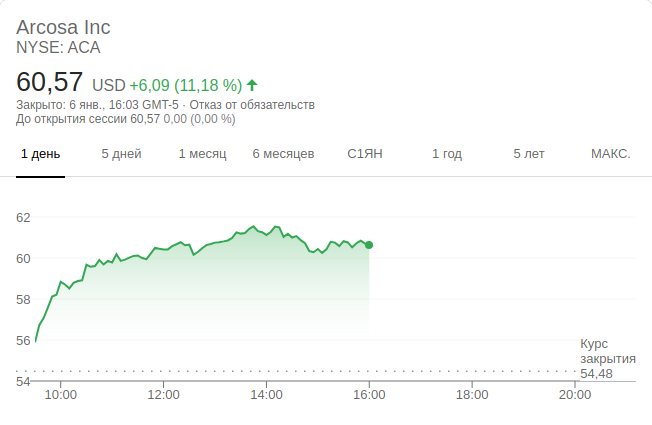 Arcosa Inc
NYSE: ACA
60,57 USD +6,09 (11,18 %)
Закрыто: 6 янв., 16:03 GMT-5 · Отказ от обязательств
До открытия сессии 60,57 0,00 (0,00 %)
1 день 5 дней 1 месяц 6 месяцев С1ЯН 1 год 5 лет МАКС.
62
60
58
56
Курс
закрытия
54,48
54
10:00 12:00 14:00 16:00 18:00 20:00